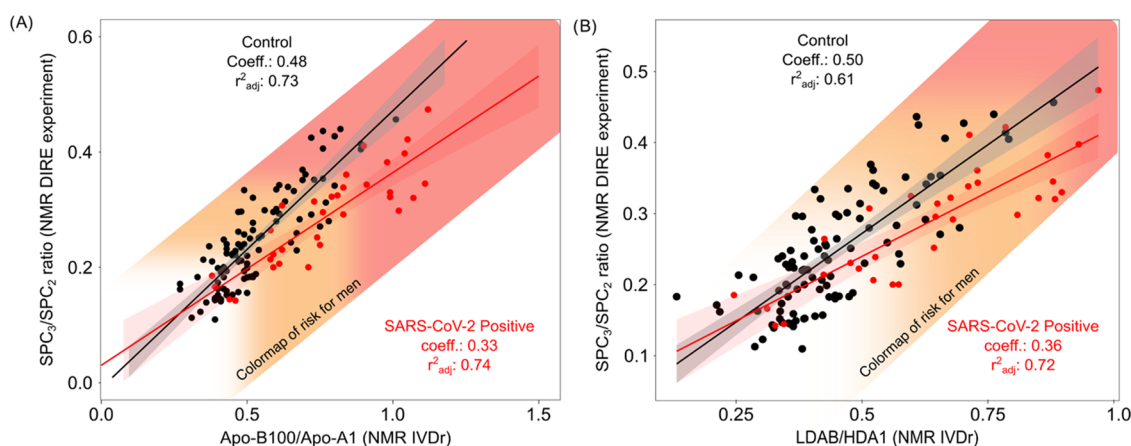 (A)
SPC₃/SPC₂ ratio (NMR DIRE experiment)
0.6
0.4
0.2
0.0
Control
Coeff.: 0.48
r²adj: 0.73
Colormap of risk for men
SARS-CoV-2 Positive
coeff.: 0.33
r²adj: 0.74
0.0
0.5
1.0
1.5
Apo-B100/Apo-A1 (NMR IVDr)
(B)
SPC₃/SPC₂ ratio (NMR DIRE experiment)
0.5
0.4
0.3
0.2
0.1
Control
Coeff.: 0.50
r²adj: 0.61
Colormap of risk for men
SARS-CoV-2 Positive
coeff.: 0.36
r²adj: 0.72
0.25
0.5
0.75
1.0
LDAB/HDA1 (NMR IVDr)